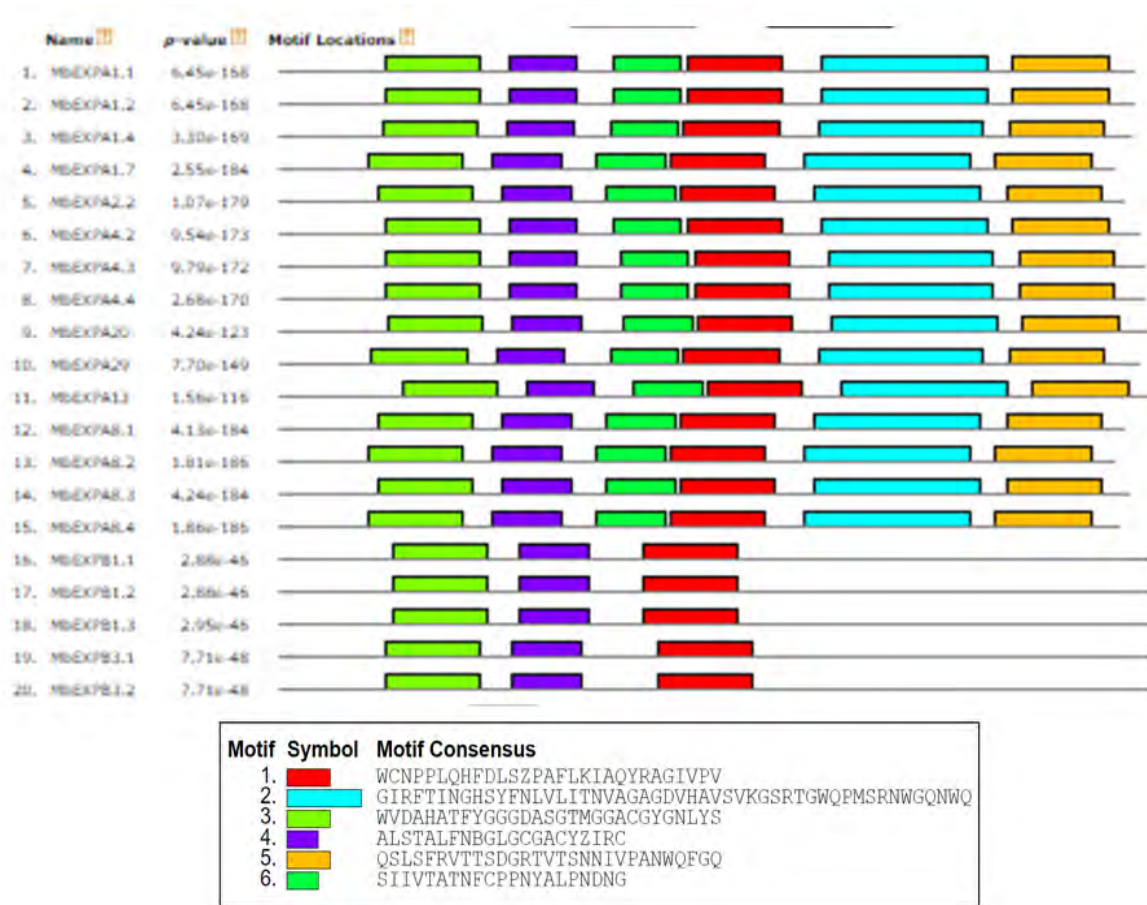 Name p-value Motif Locations
1. MbEXPA1.1 6.45e-168
2. MbEXPA1.2 6.45e-168
3. MbEXPA1.4 3.30e-169
4. MbEXPA1.7 2.55e-184
5. MbEXPA2.2 1.07e-179
6. MbEXPA4.2 9.54e-173
7. MbEXPA4.3 9.79e-172
8. MbEXPA4.4 2.68e-170
9. MbEXPA20 4.24e-123
10. MbEXPA29 7.70e-149
11. MbEXPA13 1.56e-116
12. MbEXPA8.1 4.13e-184
13. MbEXPA8.2 1.81e-186
14. MbEXPA8.3 4.24e-184
15. MbEXPA8.4 1.86e-186
16. MbEXPB1.1 2.88e-46
17. MbEXPB1.2 2.88e-46
18. MbEXPB1.3 2.95e-46
19. MbEXPB3.1 7.71e-48
20. MbEXPB3.2 7.71e-48
Motif Symbol Motif Consensus
1. WCNPPLQHFDLSZPAFLKIAQYRAGIVPV
2. GIRFTINGHSYFNLVLITNVAGAGDVHAVSVKGSRTGWQPMSRNWGQNWQ
3. WVDAHATFYGGGDASGTMGGACGYGNLYS
4. ALSTALFNBGLGCGACYZIRC
5. QSLSFRVTTSDGRTVTSNNIVPANWQFGQ
6. SIIVTATNFCPPNYALPNDNG